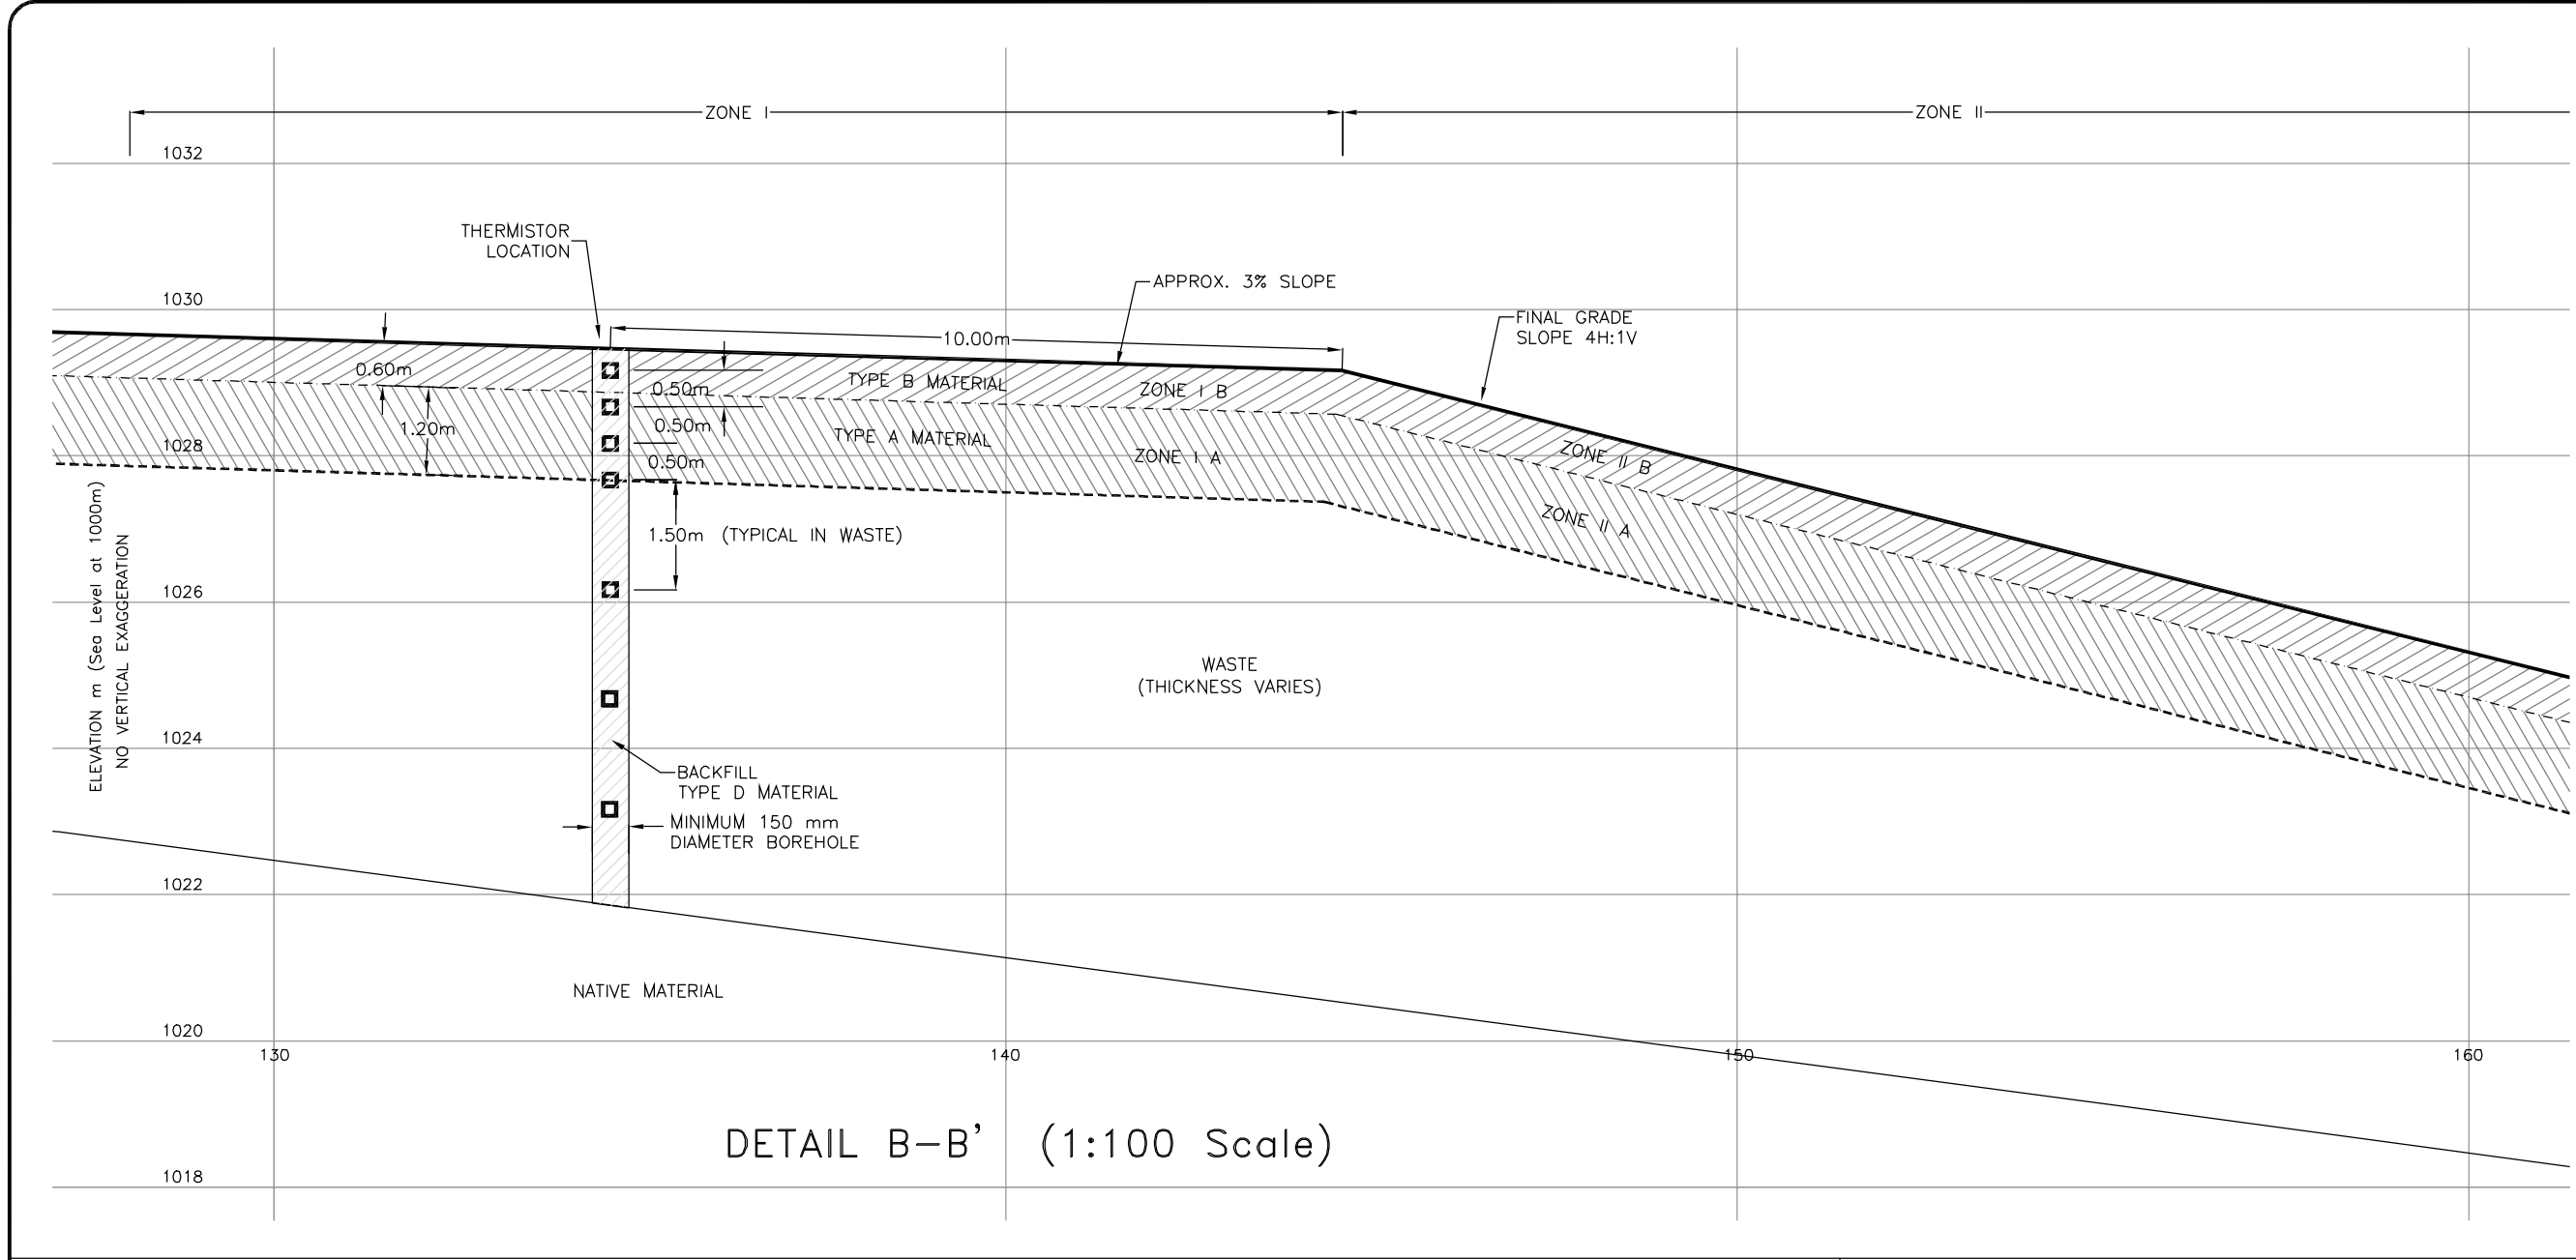 ZONE I
ZONE II
1032
THERMISTOR
LOCATION
APPROX. 3% SLOPE
1030
FINAL GRADE
SLOPE 4H:1V
10.00m
0.60m
0.50m
TYPE B MATERIAL
ZONE I B
1.20m
0.50m
TYPE A MATERIAL
ZONE I A
1028
0.50m
ZONE II B
ZONE II A
1.50m (TYPICAL IN WASTE)
ELEVATION m (Sea Level at 1000m)
NO VERTICAL EXAGGERATION
1026
WASTE
(THICKNESS VARIES)
1024
BACKFILL
TYPE D MATERIAL
MINIMUM 150 mm
DIAMETER BOREHOLE
1022
NATIVE MATERIAL
1020
130
140
150
160
DETAIL B-B' (1:100 Scale)
1018